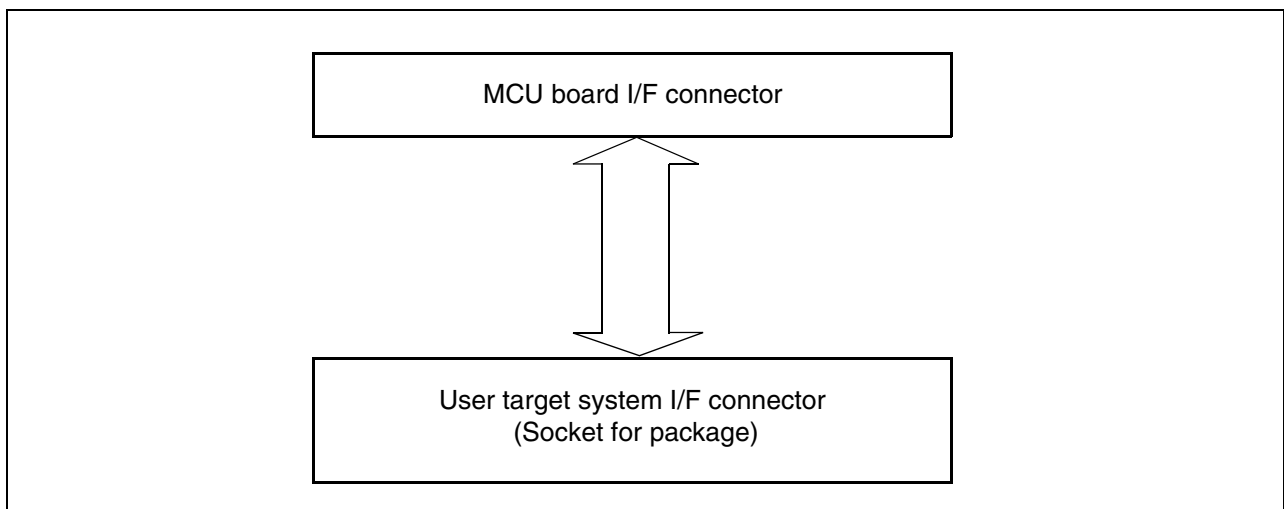 MCU board I/F connector
User target system I/F connector
(Socket for package)